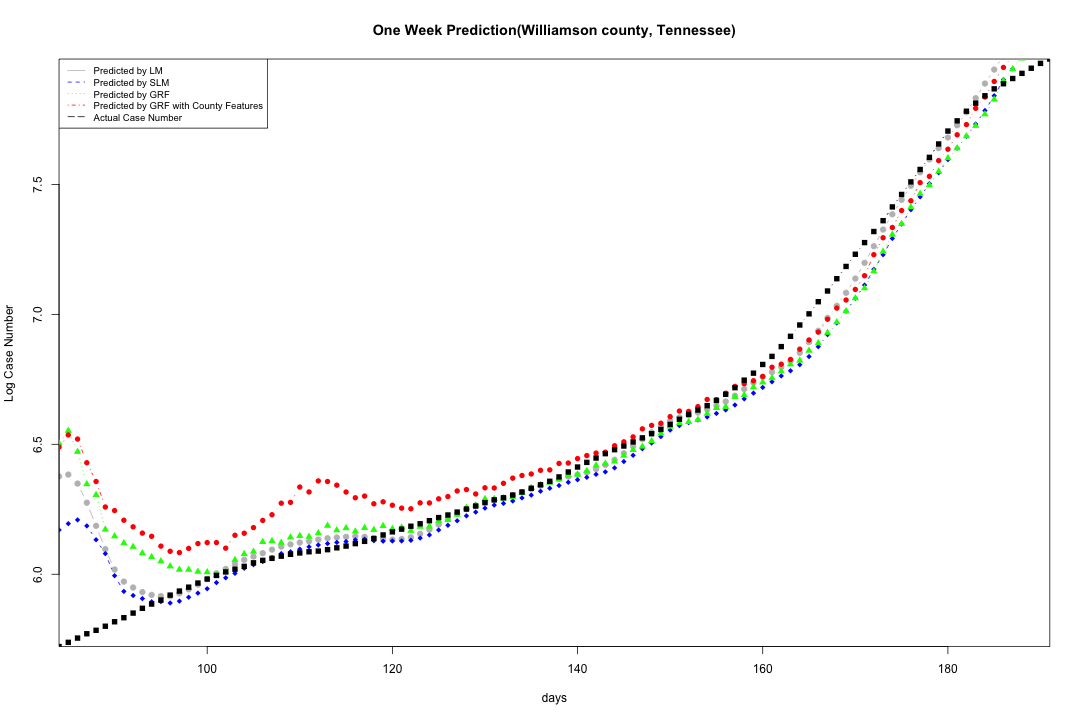 One Week Prediction(Williamson county, Tennessee)
Predicted by LM
Predicted by SLM
Predicted by GRF
Predicted by GRF with County Features
Actual Case Number
7.5
7.0
6.5
6.0
Log Case Number
100 120 140 160 180
days